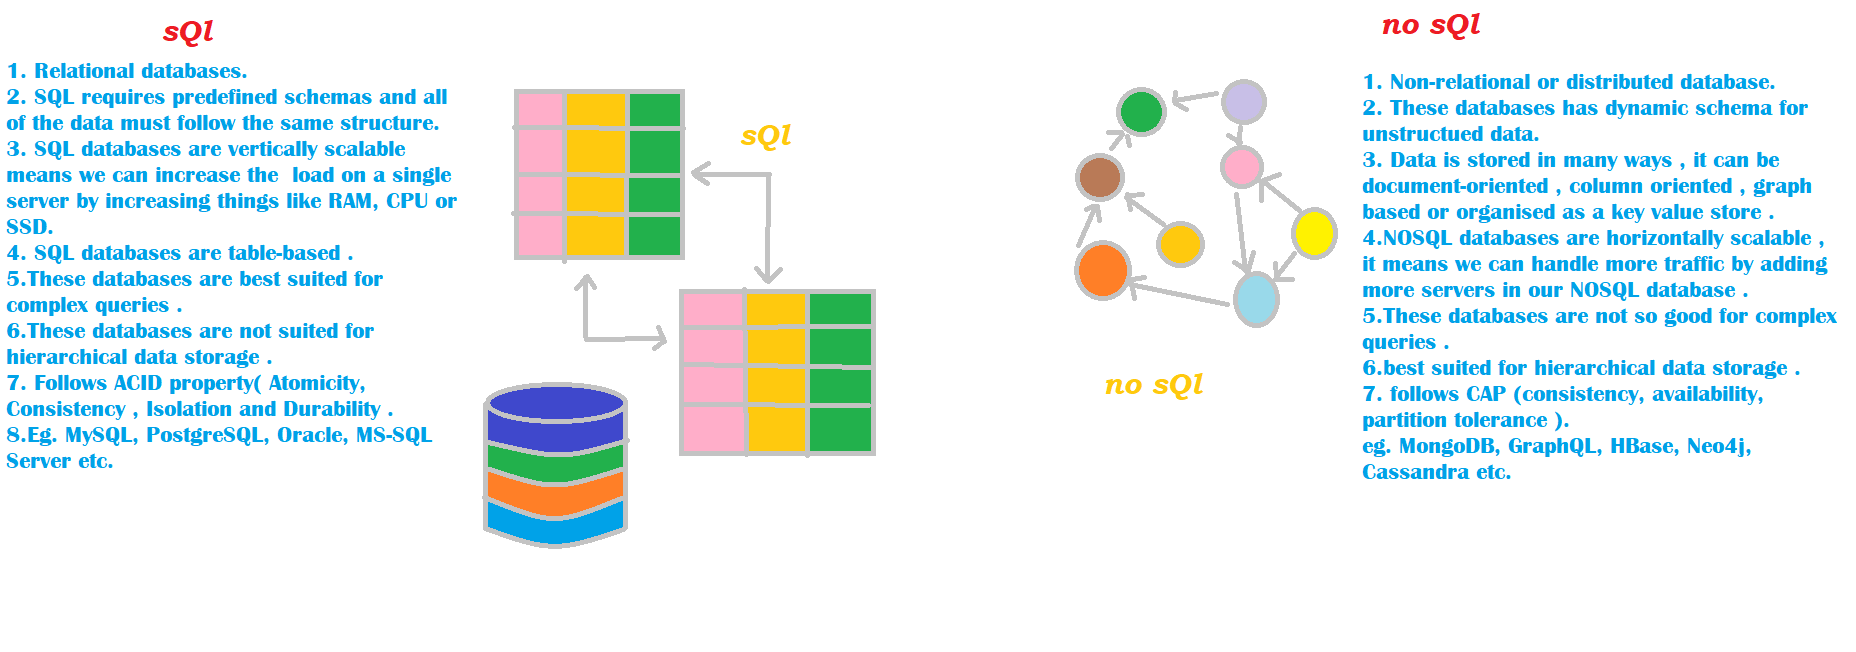 sQl
1. Relational databases.
2. SQL requires predefined schemas and all
of the data must follow the same structure.
3. SQL databases are vertically scalable
means we can increase the  load on a single
server by increasing things like RAM, CPU or
SSD.
4. SQL databases are table-based .
5.These databases are best suited for
complex queries .
6.These databases are not suited for
hierarchical data storage .
7. Follows ACID property( Atomicity,
Consistency , Isolation and Durability .
8.Eg. MySQL, PostgreSQL, Oracle, MS-SQL
Server etc.
sQl
no sQl
no sQl
1. Non-relational or distributed database.
2. These databases has dynamic schema for
unstructued data.
3. Data is stored in many ways , it can be
document-oriented , column oriented , graph
based or organised as a key value store .
4.NOSQL databases are horizontally scalable ,
it means we can handle more traffic by adding
more servers in our NOSQL database .
5.These databases are not so good for complex
queries .
6.best suited for hierarchical data storage .
7. follows CAP (consistency, availability,
partition tolerance ).
eg. MongoDB, GraphQL, HBase, Neo4j,
Cassandra etc.